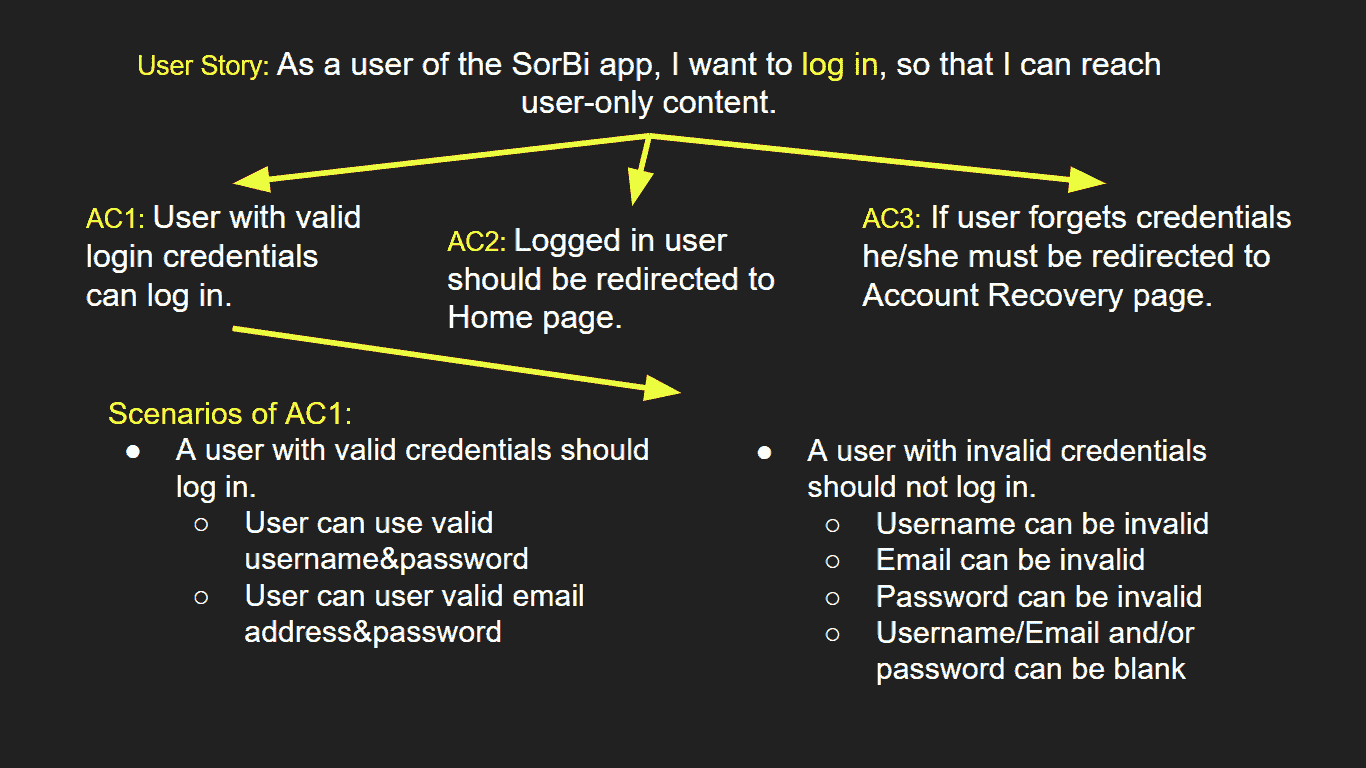 User Story: As a user of the SorBi app, I want to log in, so that I can reach
user-only content.
AC1: User with valid
login credentials
can log in.
AC2: Logged in user
should be redirected to
Home page.
AC3: If user forgets credentials
he/she must be redirected to
Account Recovery page.
Scenarios of AC1:
● A user with valid credentials should
log in.
○ User can use valid
username&password
○ User can user valid email
address&password
● A user with invalid credentials
should not log in.
○ Username can be invalid
○ Email can be invalid
○ Password can be invalid
○ Username/Email and/or
password can be blank